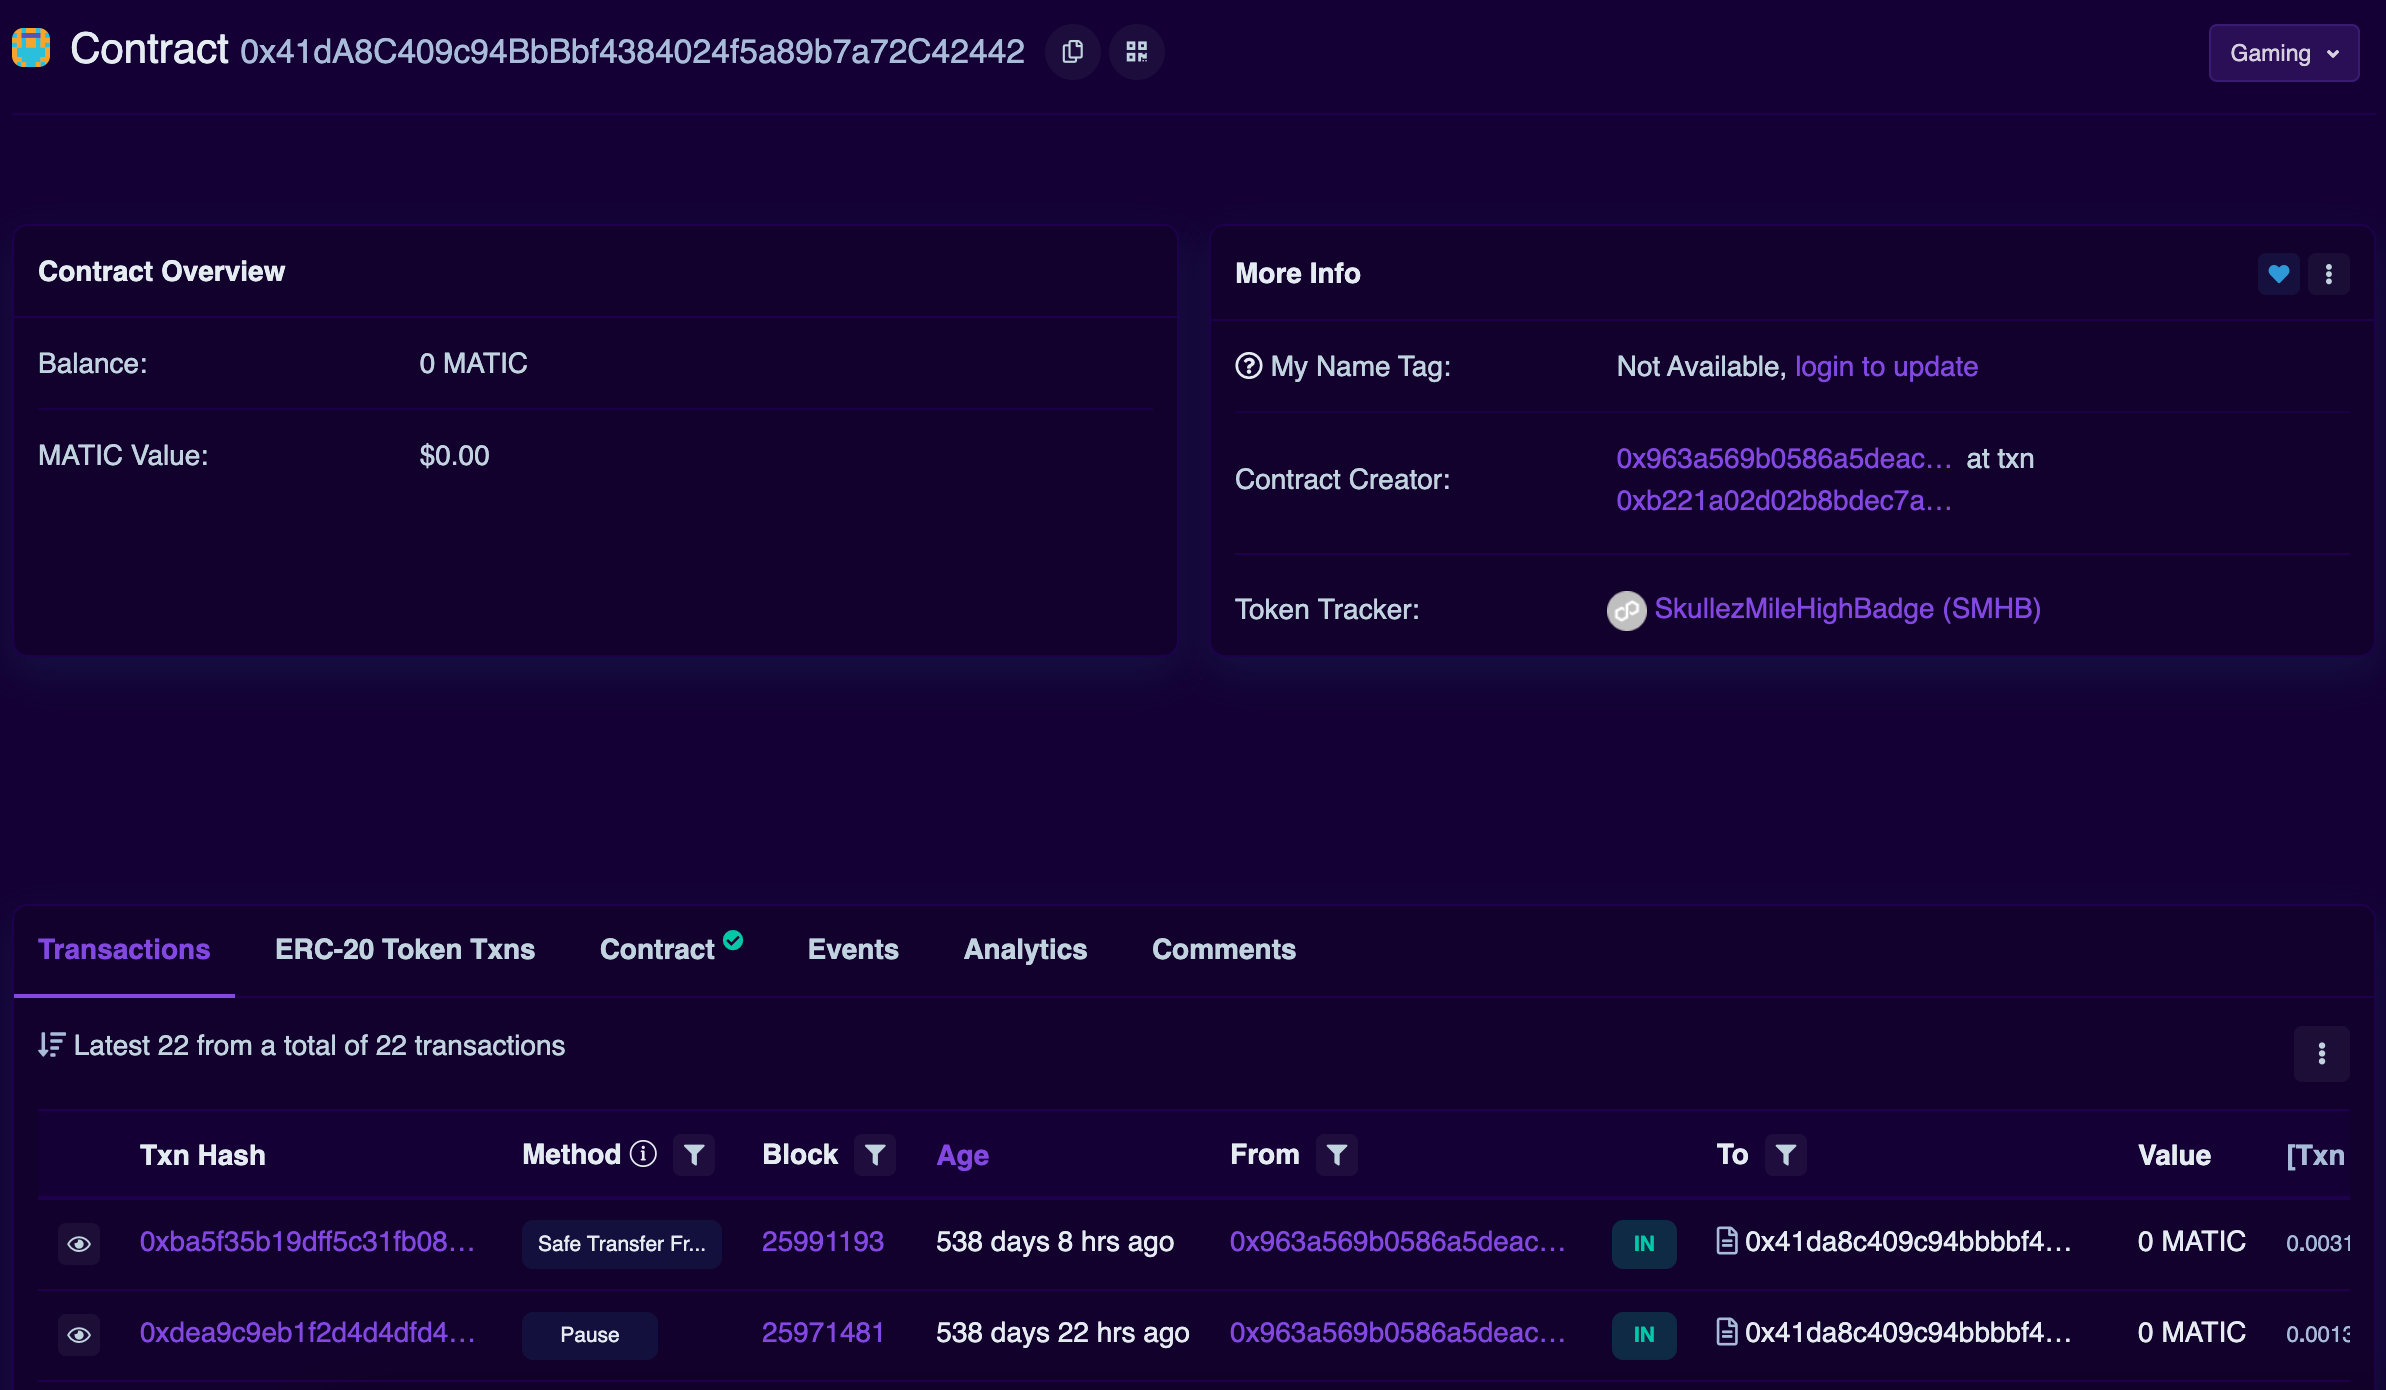 Contract 0x41dA8C409c94BbBbf4384024f5a89b7a72C42442
Gaming
Contract Overview
Balance: 0 MATIC
MATIC Value: $0.00
More Info
My Name Tag: Not Available, login to update
Contract Creator: 0x963a569b0586a5deac... at txn
0xb221a02d02b8bdec7a...
Token Tracker: SkullezMileHighBadge (SMHB)
Transactions ERC-20 Token Txns Contract Events Analytics Comments
Latest 22 from a total of 22 transactions
Txn Hash Method Block Age From To Value [Txn
0xba5f35b19dff5c31fb08... Safe Transfer Fr... 25991193 538 days 8 hrs ago 0x963a569b0586a5deac... IN 0x41da8c409c94bbbbf4... 0 MATIC 0.0031
0xdea9c9eb1f2d4d4dfd4... Pause 25971481 538 days 22 hrs ago 0x963a569b0586a5deac... IN 0x41da8c409c94bbbbf4... 0 MATIC 0.0013